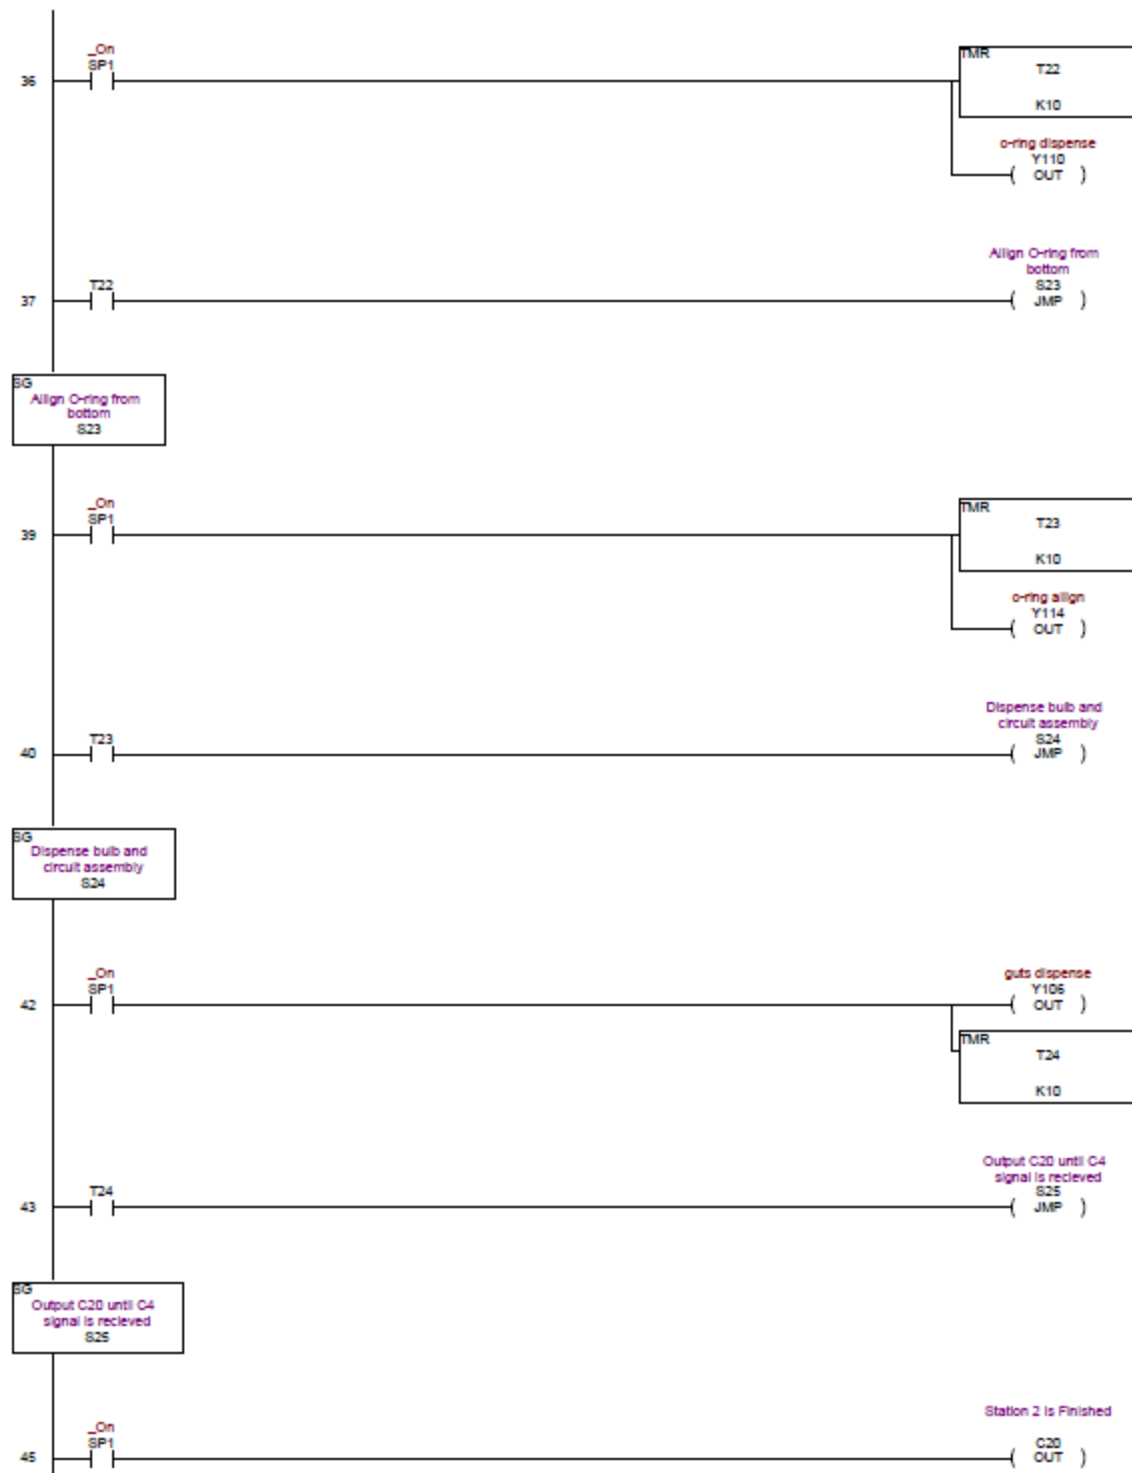 _On
SP1
36
TMR
T22
K10
o-ring dispense
Y110
OUT
Allign O-ring from
bottom
S23
JMP
T22
37
SG
Allign O-ring from
bottom
S23
_On
SP1
39
TMR
T23
K10
o-ring allign
Y114
OUT
Dispense bulb and
circuit assembly
S24
JMP
T23
40
SG
Dispense bulb and
circuit assembly
S24
_On
SP1
42
guts dispense
Y106
OUT
TMR
T24
K10
Output C20 until C4
signal is recieved
S25
JMP
T24
43
SG
Output C20 until C4
signal is recieved
S25
Station 2 is Finished
_On
SP1
45
C20
OUT